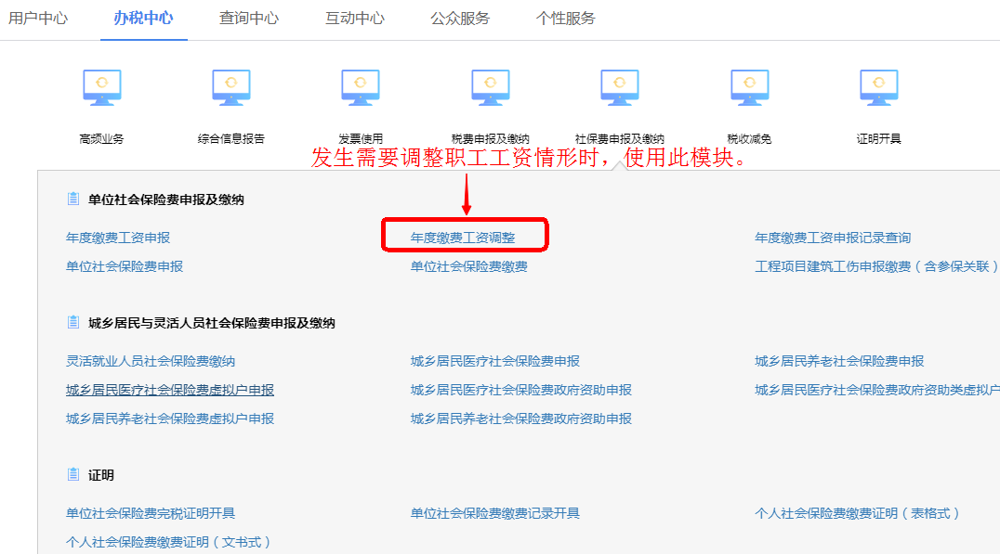 用户中心 办税中心 查询中心 互动中心 公众服务 个性服务
高频业务 综合信息报告 发票使用 税费申报及缴纳 社保费申报及缴纳 税收减免 证明开具
发生需要调整职工工资情形时，使用此模块。
单位社会保险费申报及缴纳
年度缴费工资申报 年度缴费工资调整 年度缴费工资申报记录查询
单位社会保险费申报 单位社会保险费缴费 工程项目建筑工伤申报缴费（含参保关联）
城乡居民与灵活人员社会保险费申报及缴纳
灵活就业人员社会保险费缴纳 城乡居民医疗社会保险费申报 城乡居民养老社会保险费申报
城乡居民医疗社会保险费虚拟户申报 城乡居民医疗社会保险费政府资助申报 城乡居民医疗社会保险费政府资助类虚拟户
城乡居民养老社会保险费虚拟户申报 城乡居民养老社会保险费政府资助申报
证明
单位社会保险费完税证明开具 单位社会保险费缴费记录开具 个人社会保险费缴费证明（表格式）
个人社会保险费缴费证明（文书式）